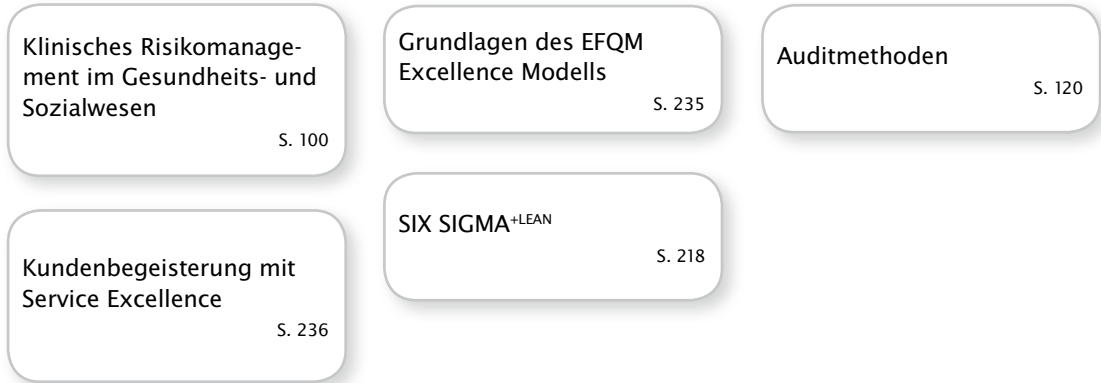 Klinisches Risikomanage-
ment im Gesundheits- und
Sozialwesen
S. 100
Grundlagen des EFQM
Excellence Modells
S. 235
Auditmethoden
S. 120
Kundenbegeisterung mit
Service Excellence
S. 236
SIX SIGMA+LEAN
S. 218